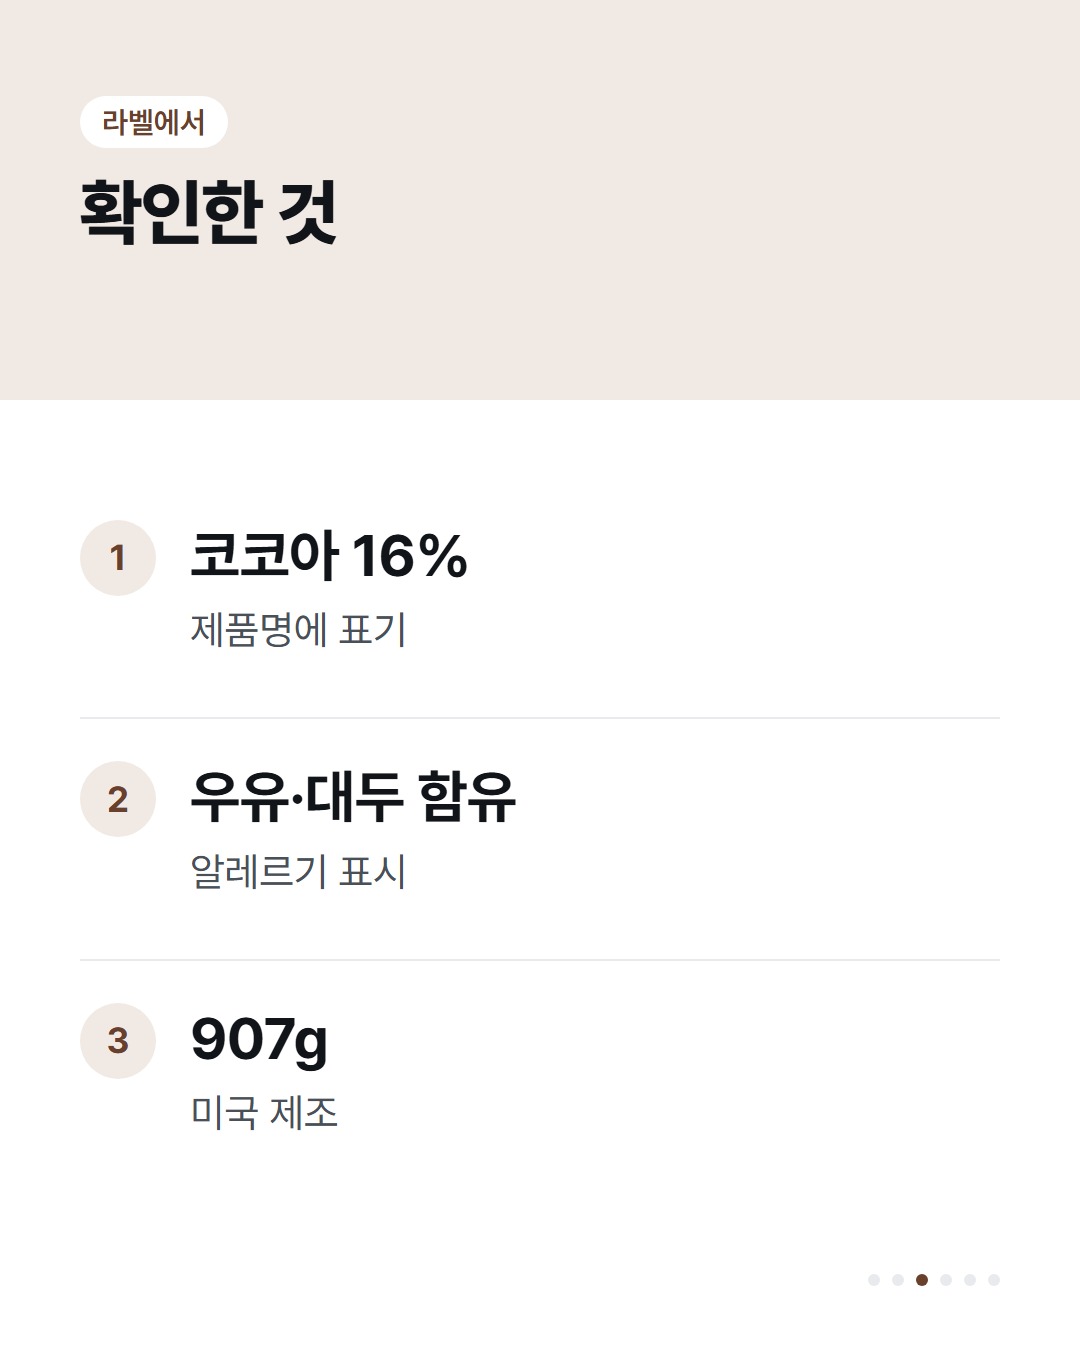 라벨에서
확인한 것
1
코코아 16%
제품명에 표기
2
우유·대두 함유
알레르기 표시
3
907g
미국 제조